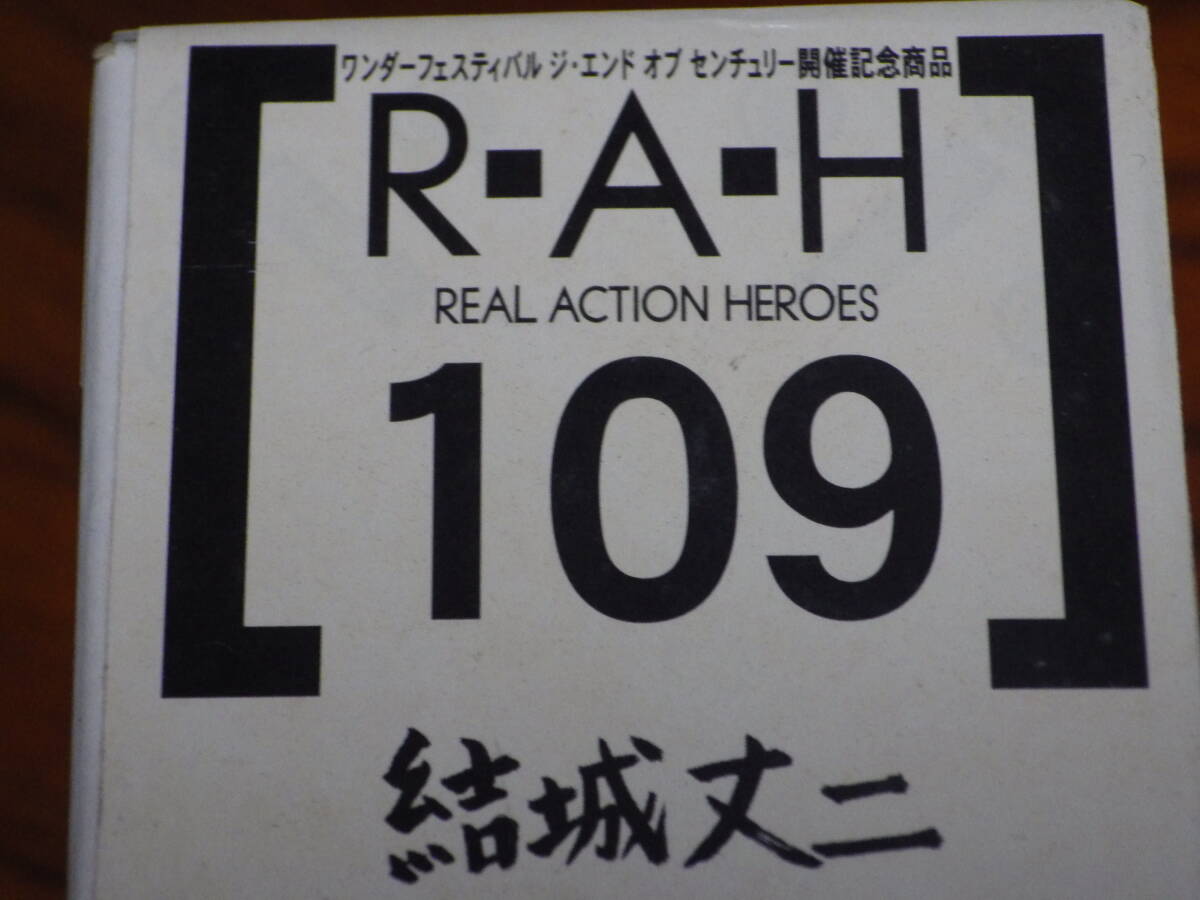 ワンダーフェスティバル ジ・エンド オブ センチュリー開催記念商品
R・A・H
REAL ACTION HEROES
109
結城丈二